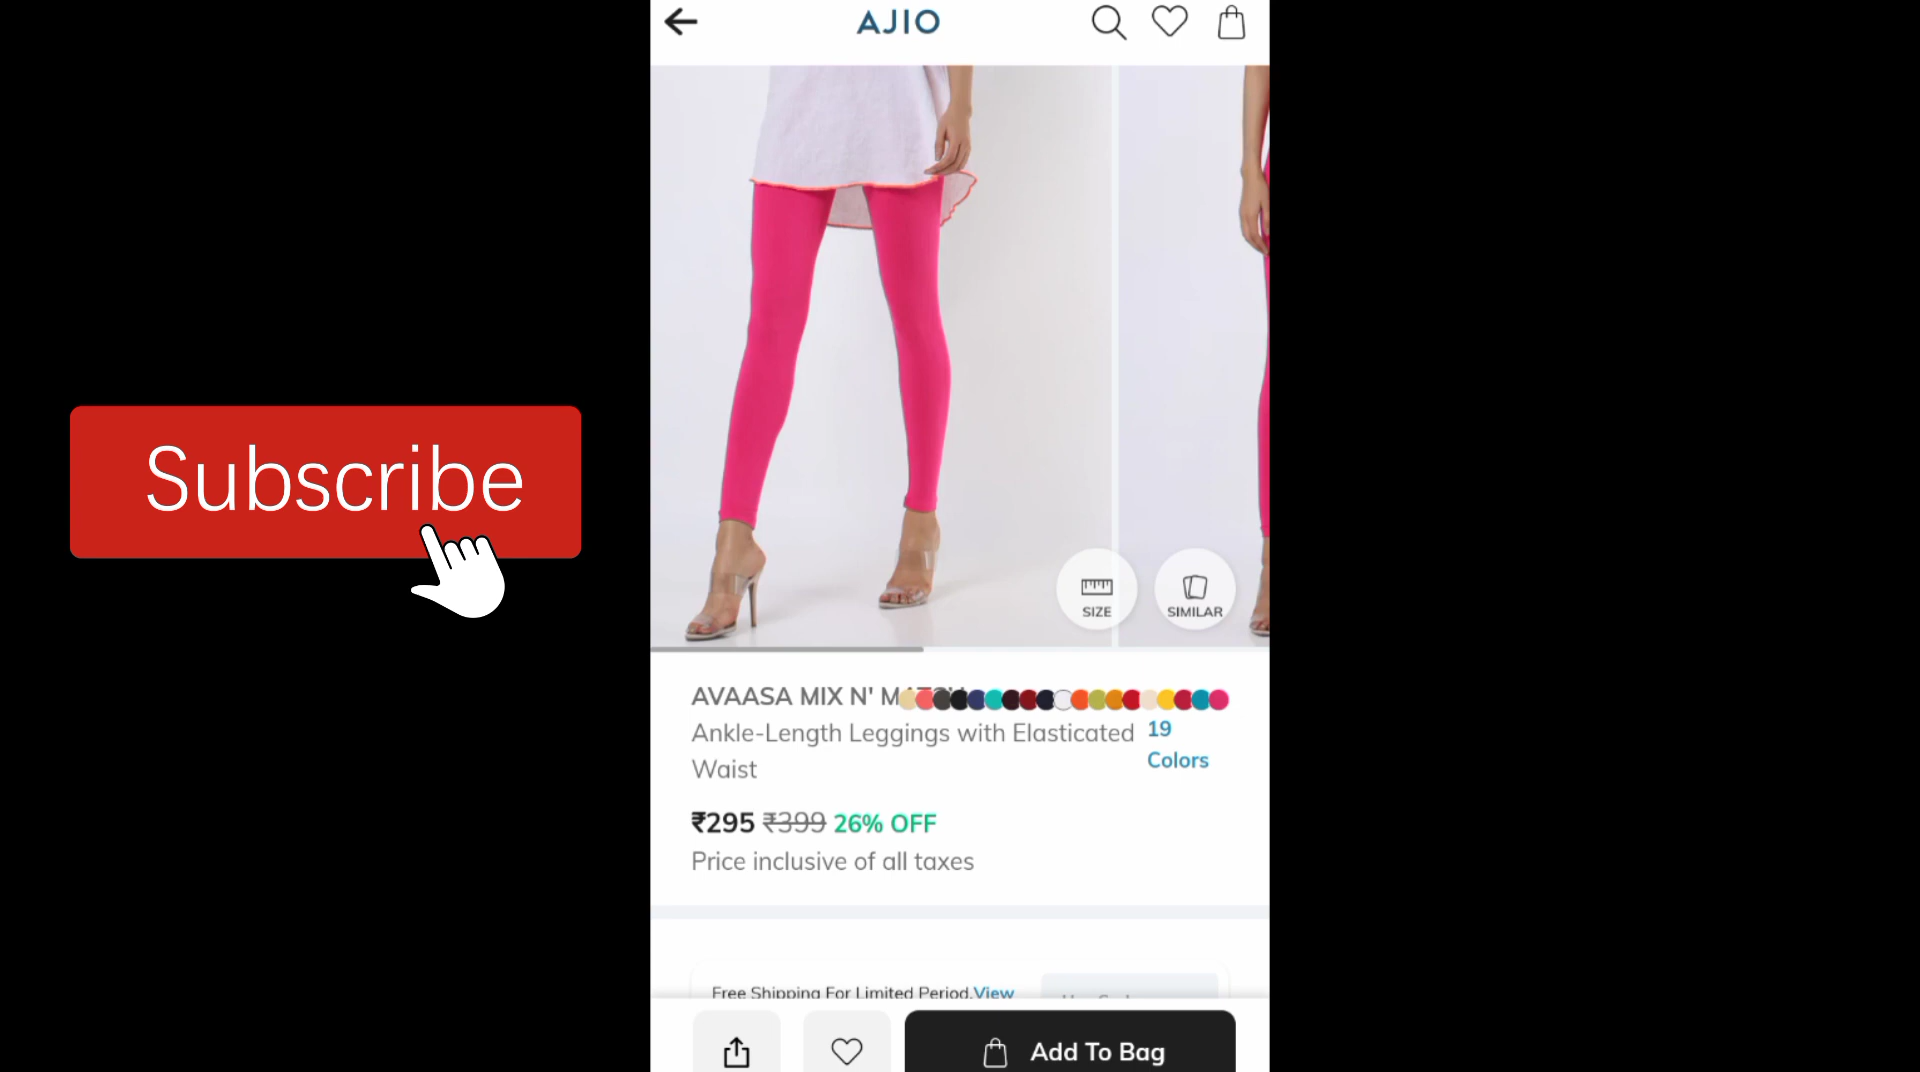 AJIO
Subscribe
SIZE
SIMILAR
AVAASA MIX N'
Ankle-Length Leggings with Elasticated
Waist
19
Colors
₹295 ₹399 26% OFF
Price inclusive of all taxes
Free Shipping For Limited Period.View
Add To Bag